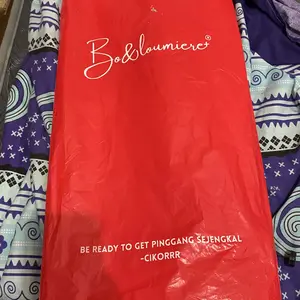 Bo&loumiere®
BE READY TO GET PINGGANG SEJENGKAL
-CIKORRR